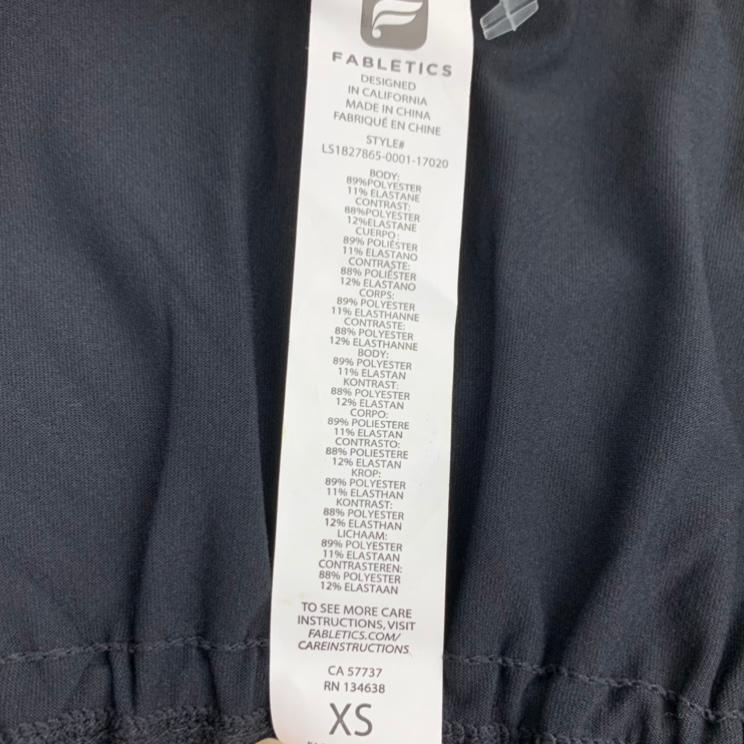 FABLETICS
DESIGNED
IN CALIFORNIA
MADE IN CHINA
FABRIQUÉ EN CHINE
STYLE#
LS1827865-0001-17020
BODY:
89%POLYESTER
11% ELASTANE
CONTRAST:
88%POLYESTER
12%ELASTANE
CUERPO:
89% POLIÉSTER
11% ELASTANO
CONTRASTE:
88% POLIÉSTER
12% ELASTANO
CORPS:
89% POLYESTER
11% ELASTHANNE
CONTRASTE:
88% POLYESTER
12% ELASTHANNE
BODY:
89% POLYESTER
11% ELASTAN
KONTRAST:
88% POLYESTER
12% ELASTAN
CORPO:
89% POLIESTERE
11% ELASTAN
CONTRASTO:
88% POLIESTERE
12% ELASTAN
KROP:
89% POLYESTER
11% ELASTHAN
KONTRAST:
88% POLYESTER
12% ELASTHAN
LICHAAM:
89% POLYESTER
11% ELASTAAN
CONTRASTEREN:
88% POLYESTER
12% ELASTAAN
TO SEE MORE CARE
INSTRUCTIONS, VISIT
FABLETICS.COM/
CAREINSTRUCTIONS
CA 57737
RN 134638
XS